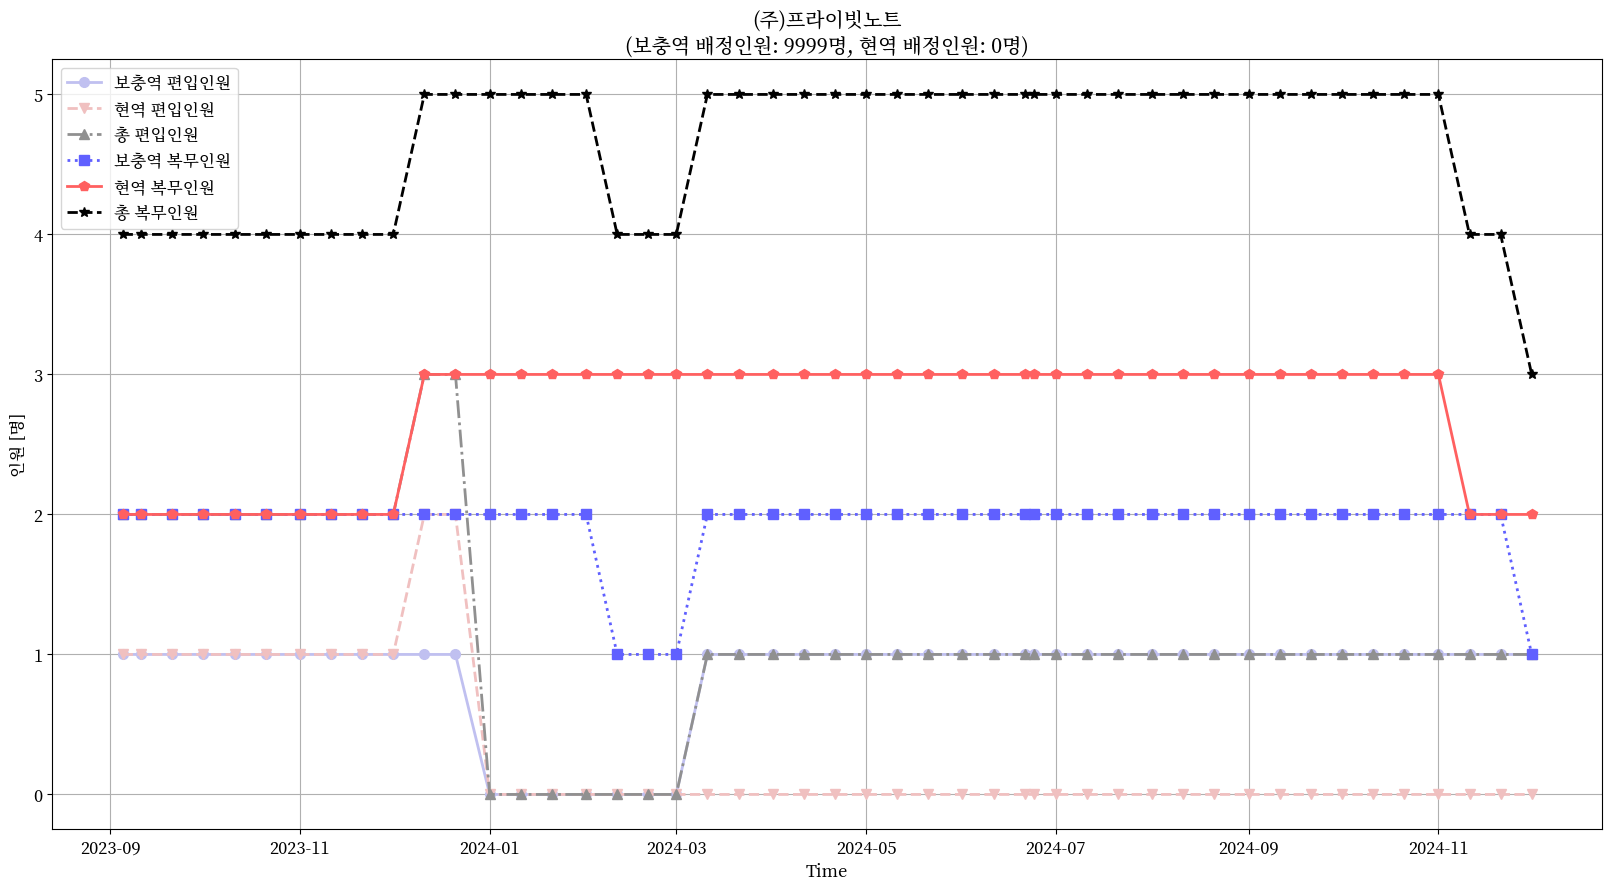 (주)프라이빗노트
(보충역 배정인원: 9999명, 현역 배정인원: 0명)
보충역 편입인원
현역 편입인원
총 편입인원
보충역 복무인원
현역 복무인원
총 복무인원
인원 [명]
5
4
3
2
1
0
2023-09
2023-11
2024-01
2024-03
2024-05
2024-07
2024-09
2024-11
Time